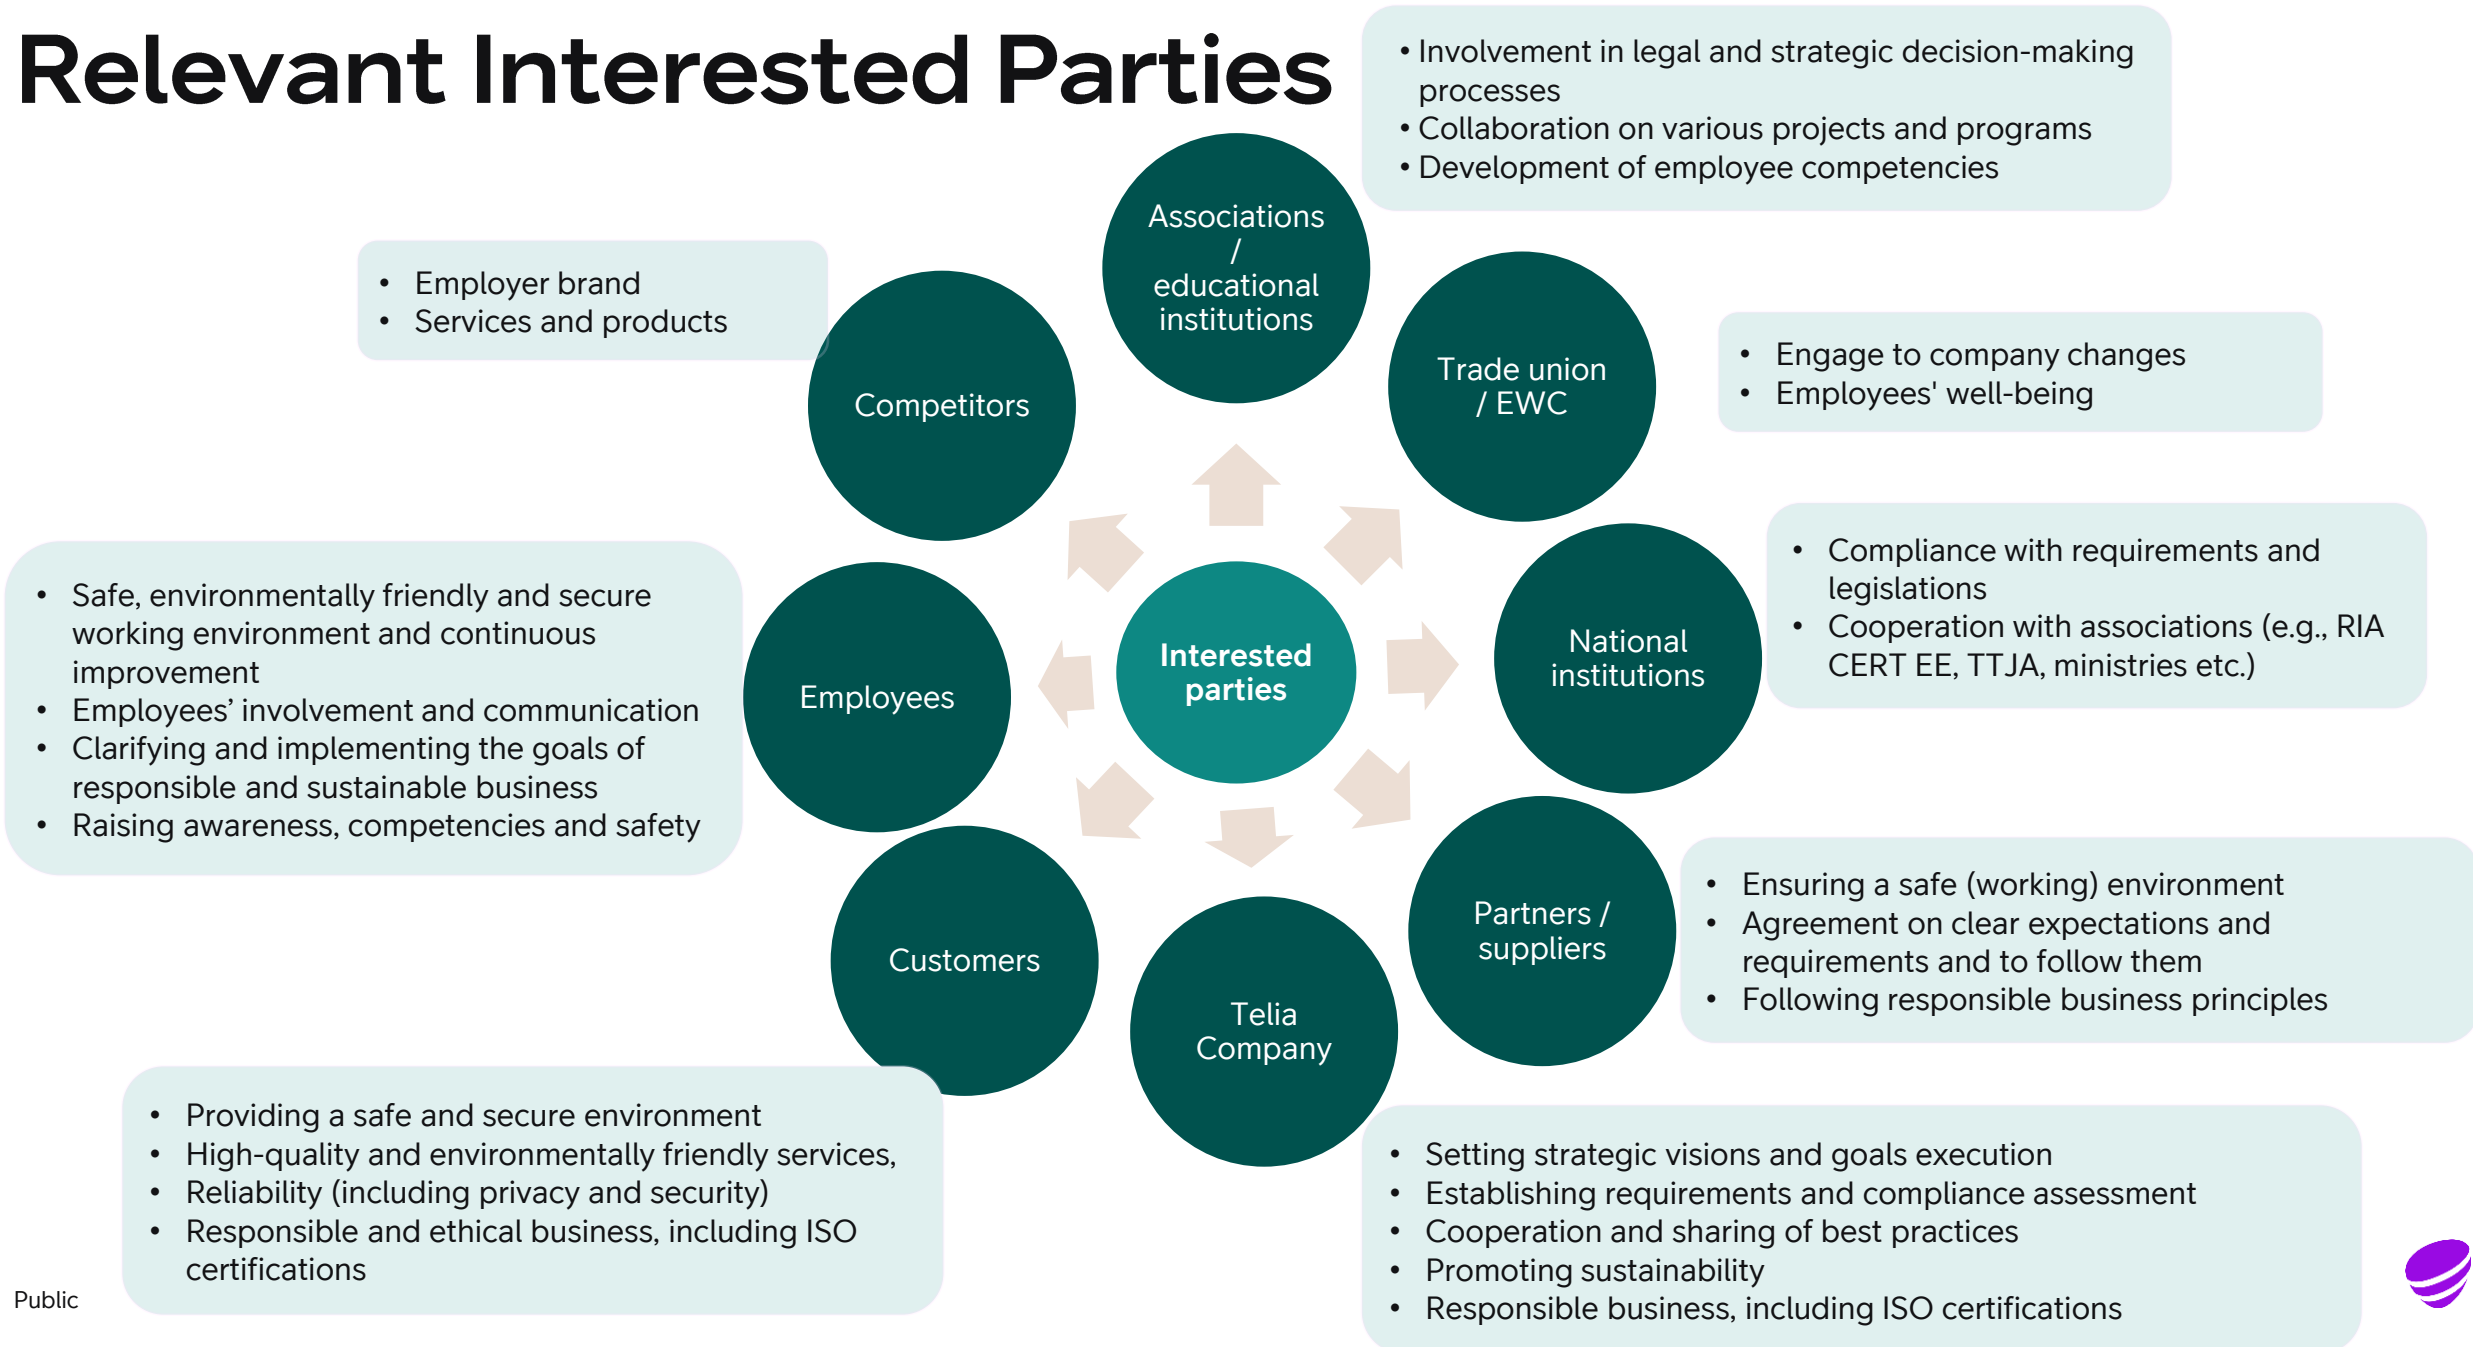 Relevant Interested Parties
• Involvement in legal and strategic decision-making
processes
• Collaboration on various projects and programs
• Development of employee competencies
Associations
/
educational
institutions
• Employer brand
• Services and products
Competitors
Trade union
/ EWC
• Engage to company changes
• Employees' well-being
• Compliance with requirements and
legislations
• Cooperation with associations (e.g., RIA
CERT EE, TTJA, ministries etc.)
National
institutions
Interested
parties
Employees
• Safe, environmentally friendly and secure
working environment and continuous
improvement
• Employees’ involvement and communication
• Clarifying and implementing the goals of
responsible and sustainable business
• Raising awareness, competencies and safety
Partners /
suppliers
• Ensuring a safe (working) environment
• Agreement on clear expectations and
requirements and to follow them
• Following responsible business principles
Customers
Telia
Company
• Providing a safe and secure environment
• High-quality and environmentally friendly services,
• Reliability (including privacy and security)
• Responsible and ethical business, including ISO
certifications
• Setting strategic visions and goals execution
• Establishing requirements and compliance assessment
• Cooperation and sharing of best practices
• Promoting sustainability
• Responsible business, including ISO certifications
Public